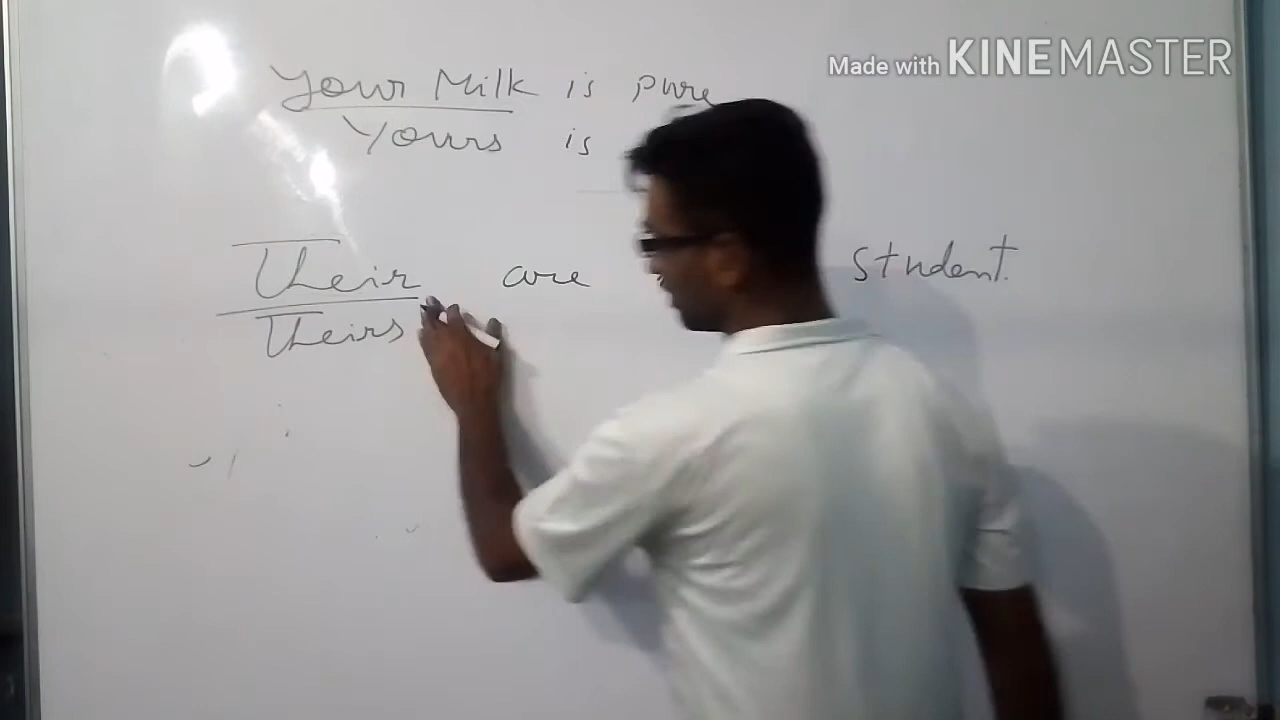 Made with KINEMASTER
Your Milk is pure
Yours is
Their are student.
Theirs